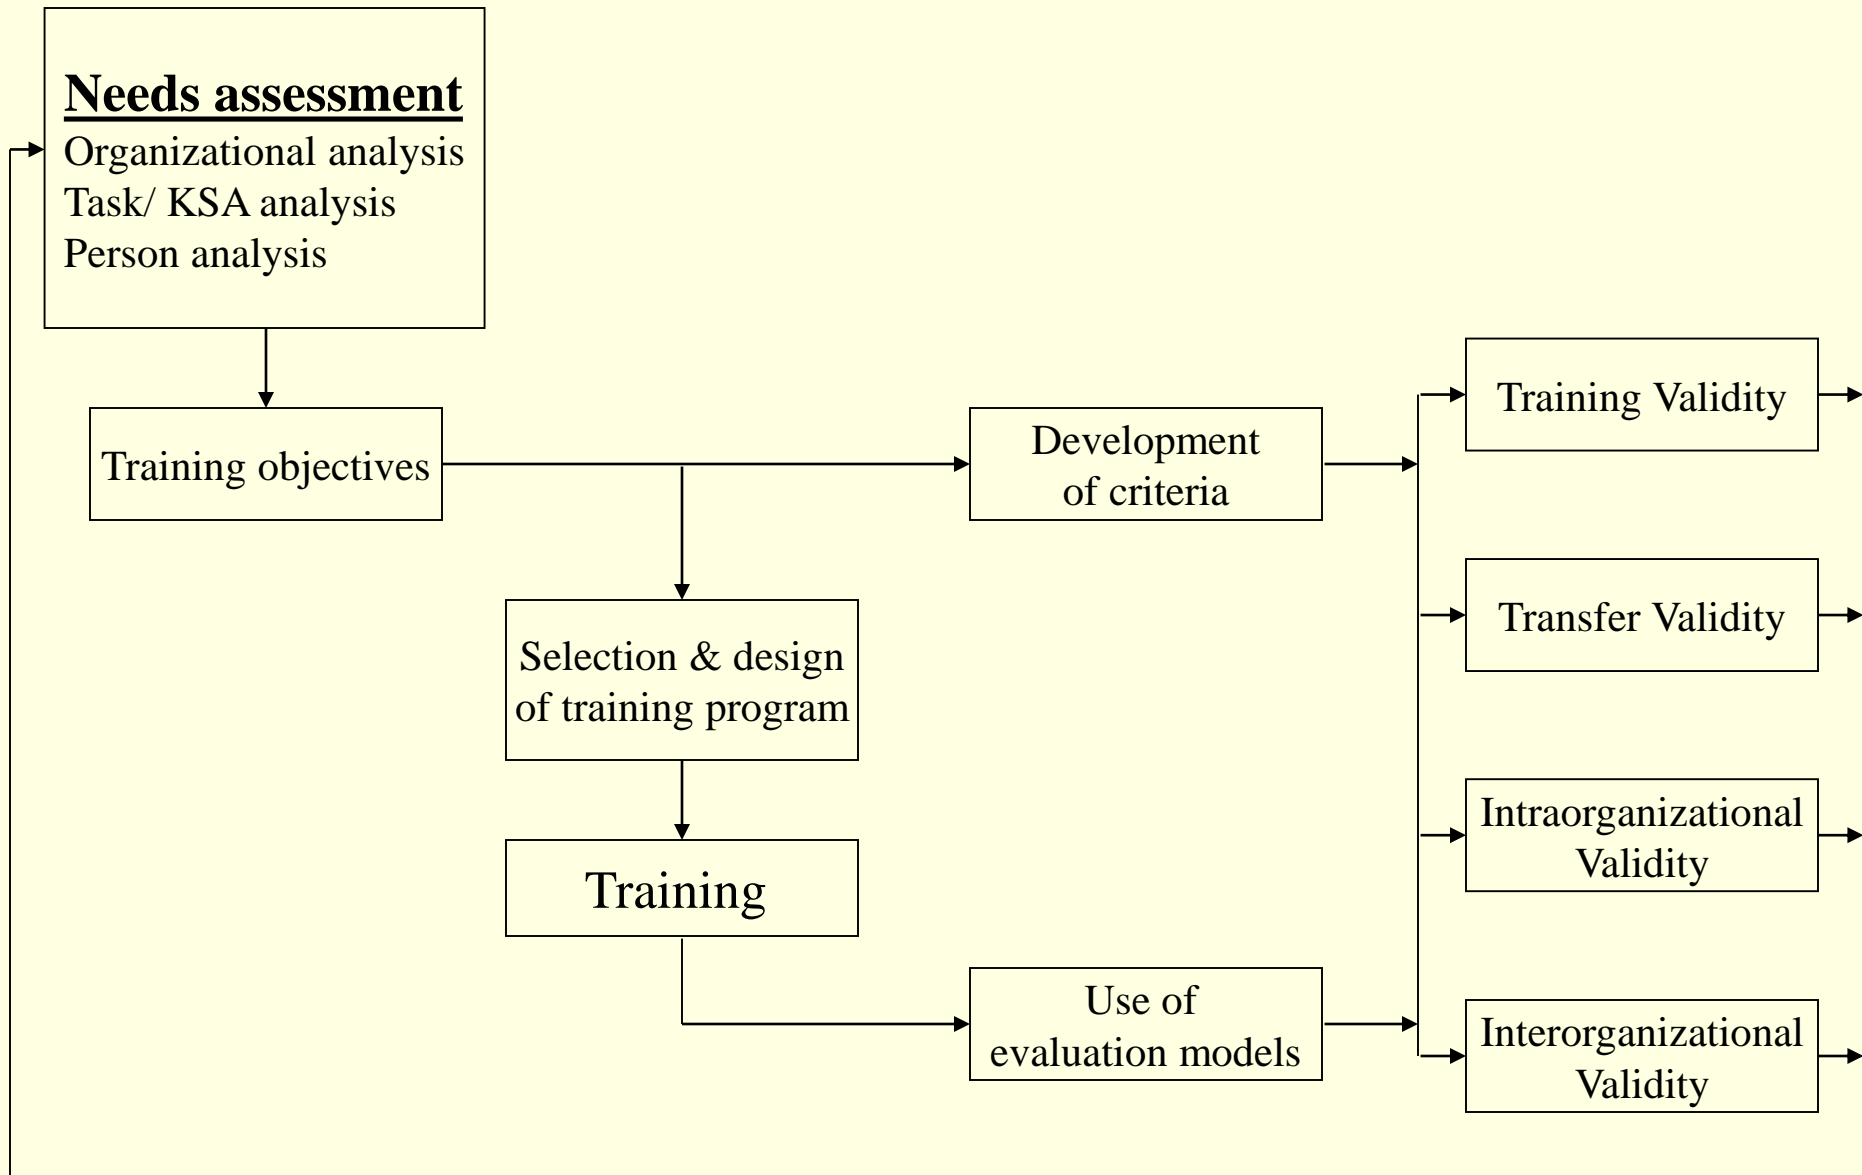 Needs assessment
Organizational analysis
Task/ KSA analysis
Person analysis
Training objectives
Development
of criteria
Selection & design
of training program
Training
Use of
evaluation models
Training Validity
Transfer Validity
Intraorganizational
Validity
Interorganizational
Validity